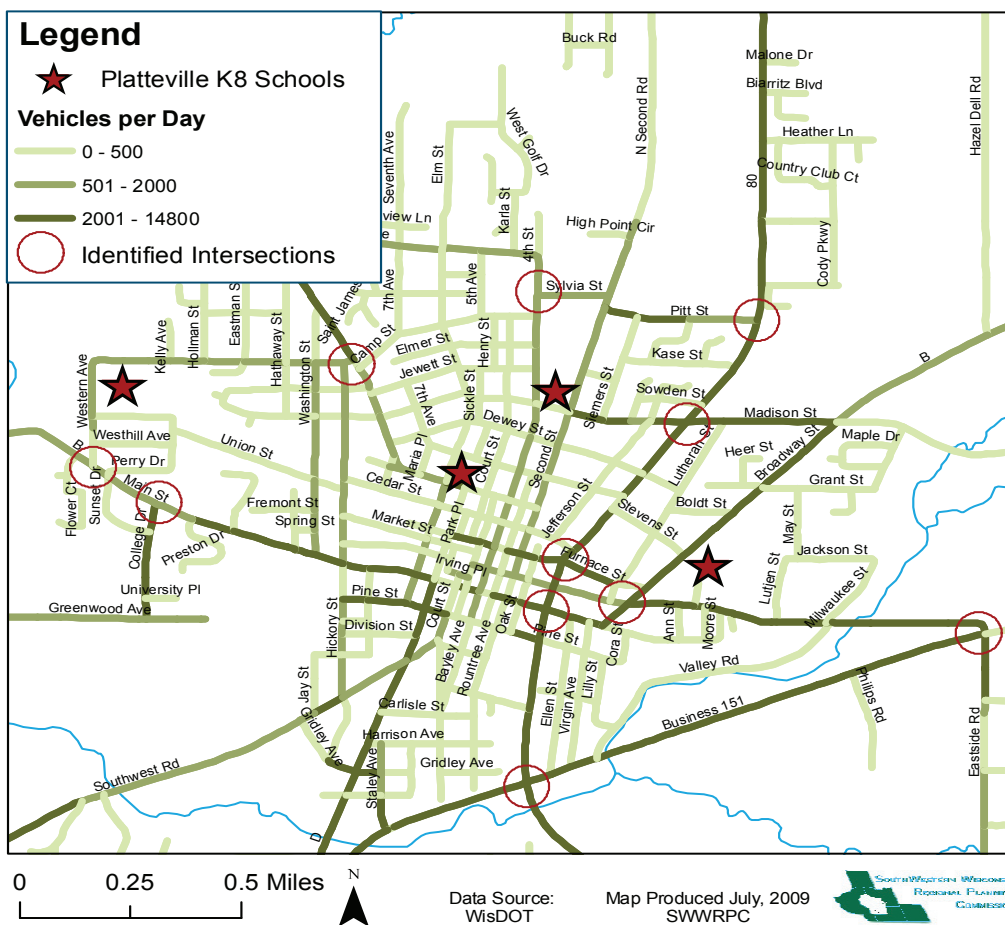 Legend
Platteville K8 Schools
Vehicles per Day
0 - 500
501 - 2000
2001 - 14800
Identified Intersections
Buck Rd
N Second Rd
Malone Dr
Biarritz Blvd
Hazel Dell Rd
Heather Ln
Country Club Ct
80
Cody Pkwy
West Golf Dr
Elm St
Seventh Ave
view Ln
Karla St
4th St
High Point Cir
Sylvia St
Pitt St
7th Ave
5th Ave
Saint James
Camp St
Elmer St
Henry St
Jewett St
Kase St
Kelly Ave
Hollman St
Eastman St
Hathaway St
Washington St
Western Ave
7th Ave
Sickle St
Siemers St
Sowden St
Madison St
B
Dewey St
Lutheran St
Broadway St
Maple Dr
Heer St
Grant St
Westhill Ave
Union St
Maria Pl
Court St
Second St
B
Perry Dr
Main St
Cedar St
Jefferson St
Boldt St
May St
Flower Ct
Sunset Dr
College Dr
Fremont St
Spring St
Market St
Park Pl
Stevens St
Preston Dr
Irving Pl
Furnace St
Jackson St
University Pl
Pine St
Court St
Oak St
Pine St
Lutjen St
Milwaukee St
Greenwood Ave
Hickory St
Division St
Bayley Ave
Rountree Ave
Cora St
Ann St
Moore St
Valley Rd
Jay St
Gridley Ave
Carlisle St
Ellen St
Virgin Ave
Lilly St
Business 151
Philips Rd
Harrison Ave
Gridley Ave
Staley Ave
Southwest Rd
Eastside Rd
D
0 0.25 0.5 Miles
N
Data Source:
WisDOT
Map Produced July, 2009
SWWRPC
SouthWestern Wiscons
Regional Plannin
Commissio